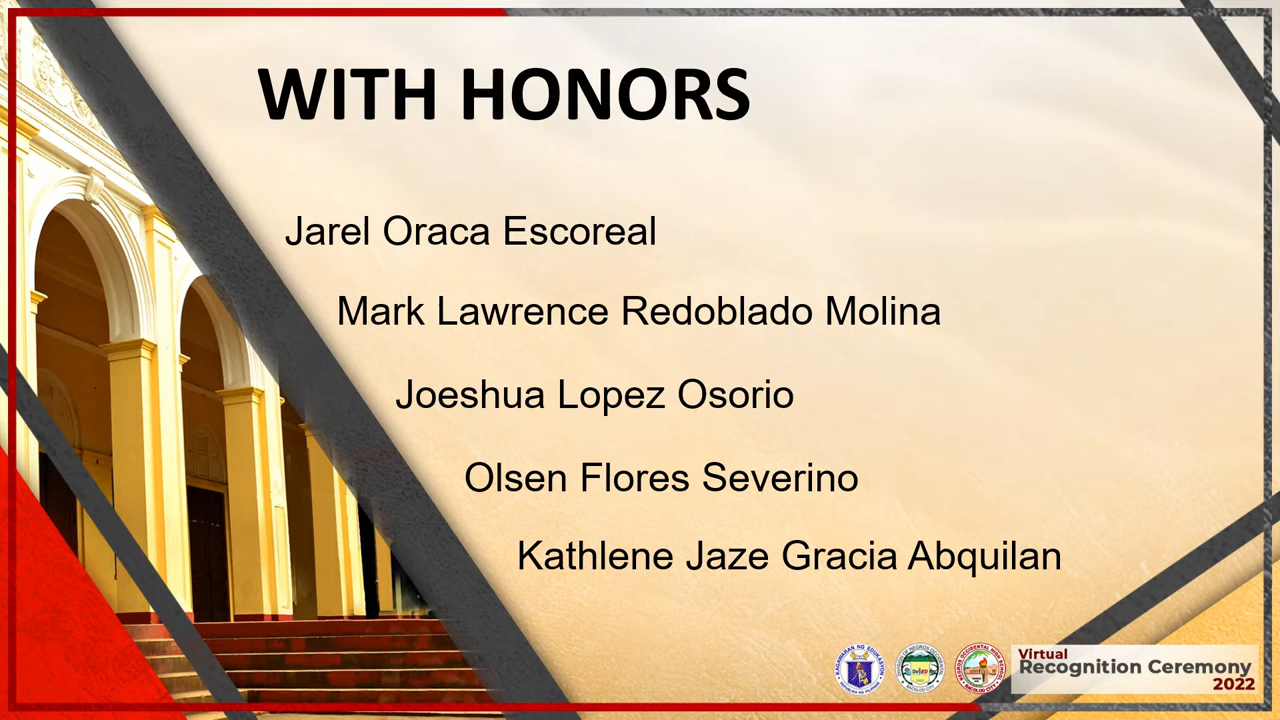 WITH HONORS
Jarel Oraca Escoreal
Mark Lawrence Redoblado Molina
Joeshua Lopez Osorio
Olsen Flores Severino
Kathlene Jaze Gracia Abquilan
Virtual
Recognition Ceremony
2022